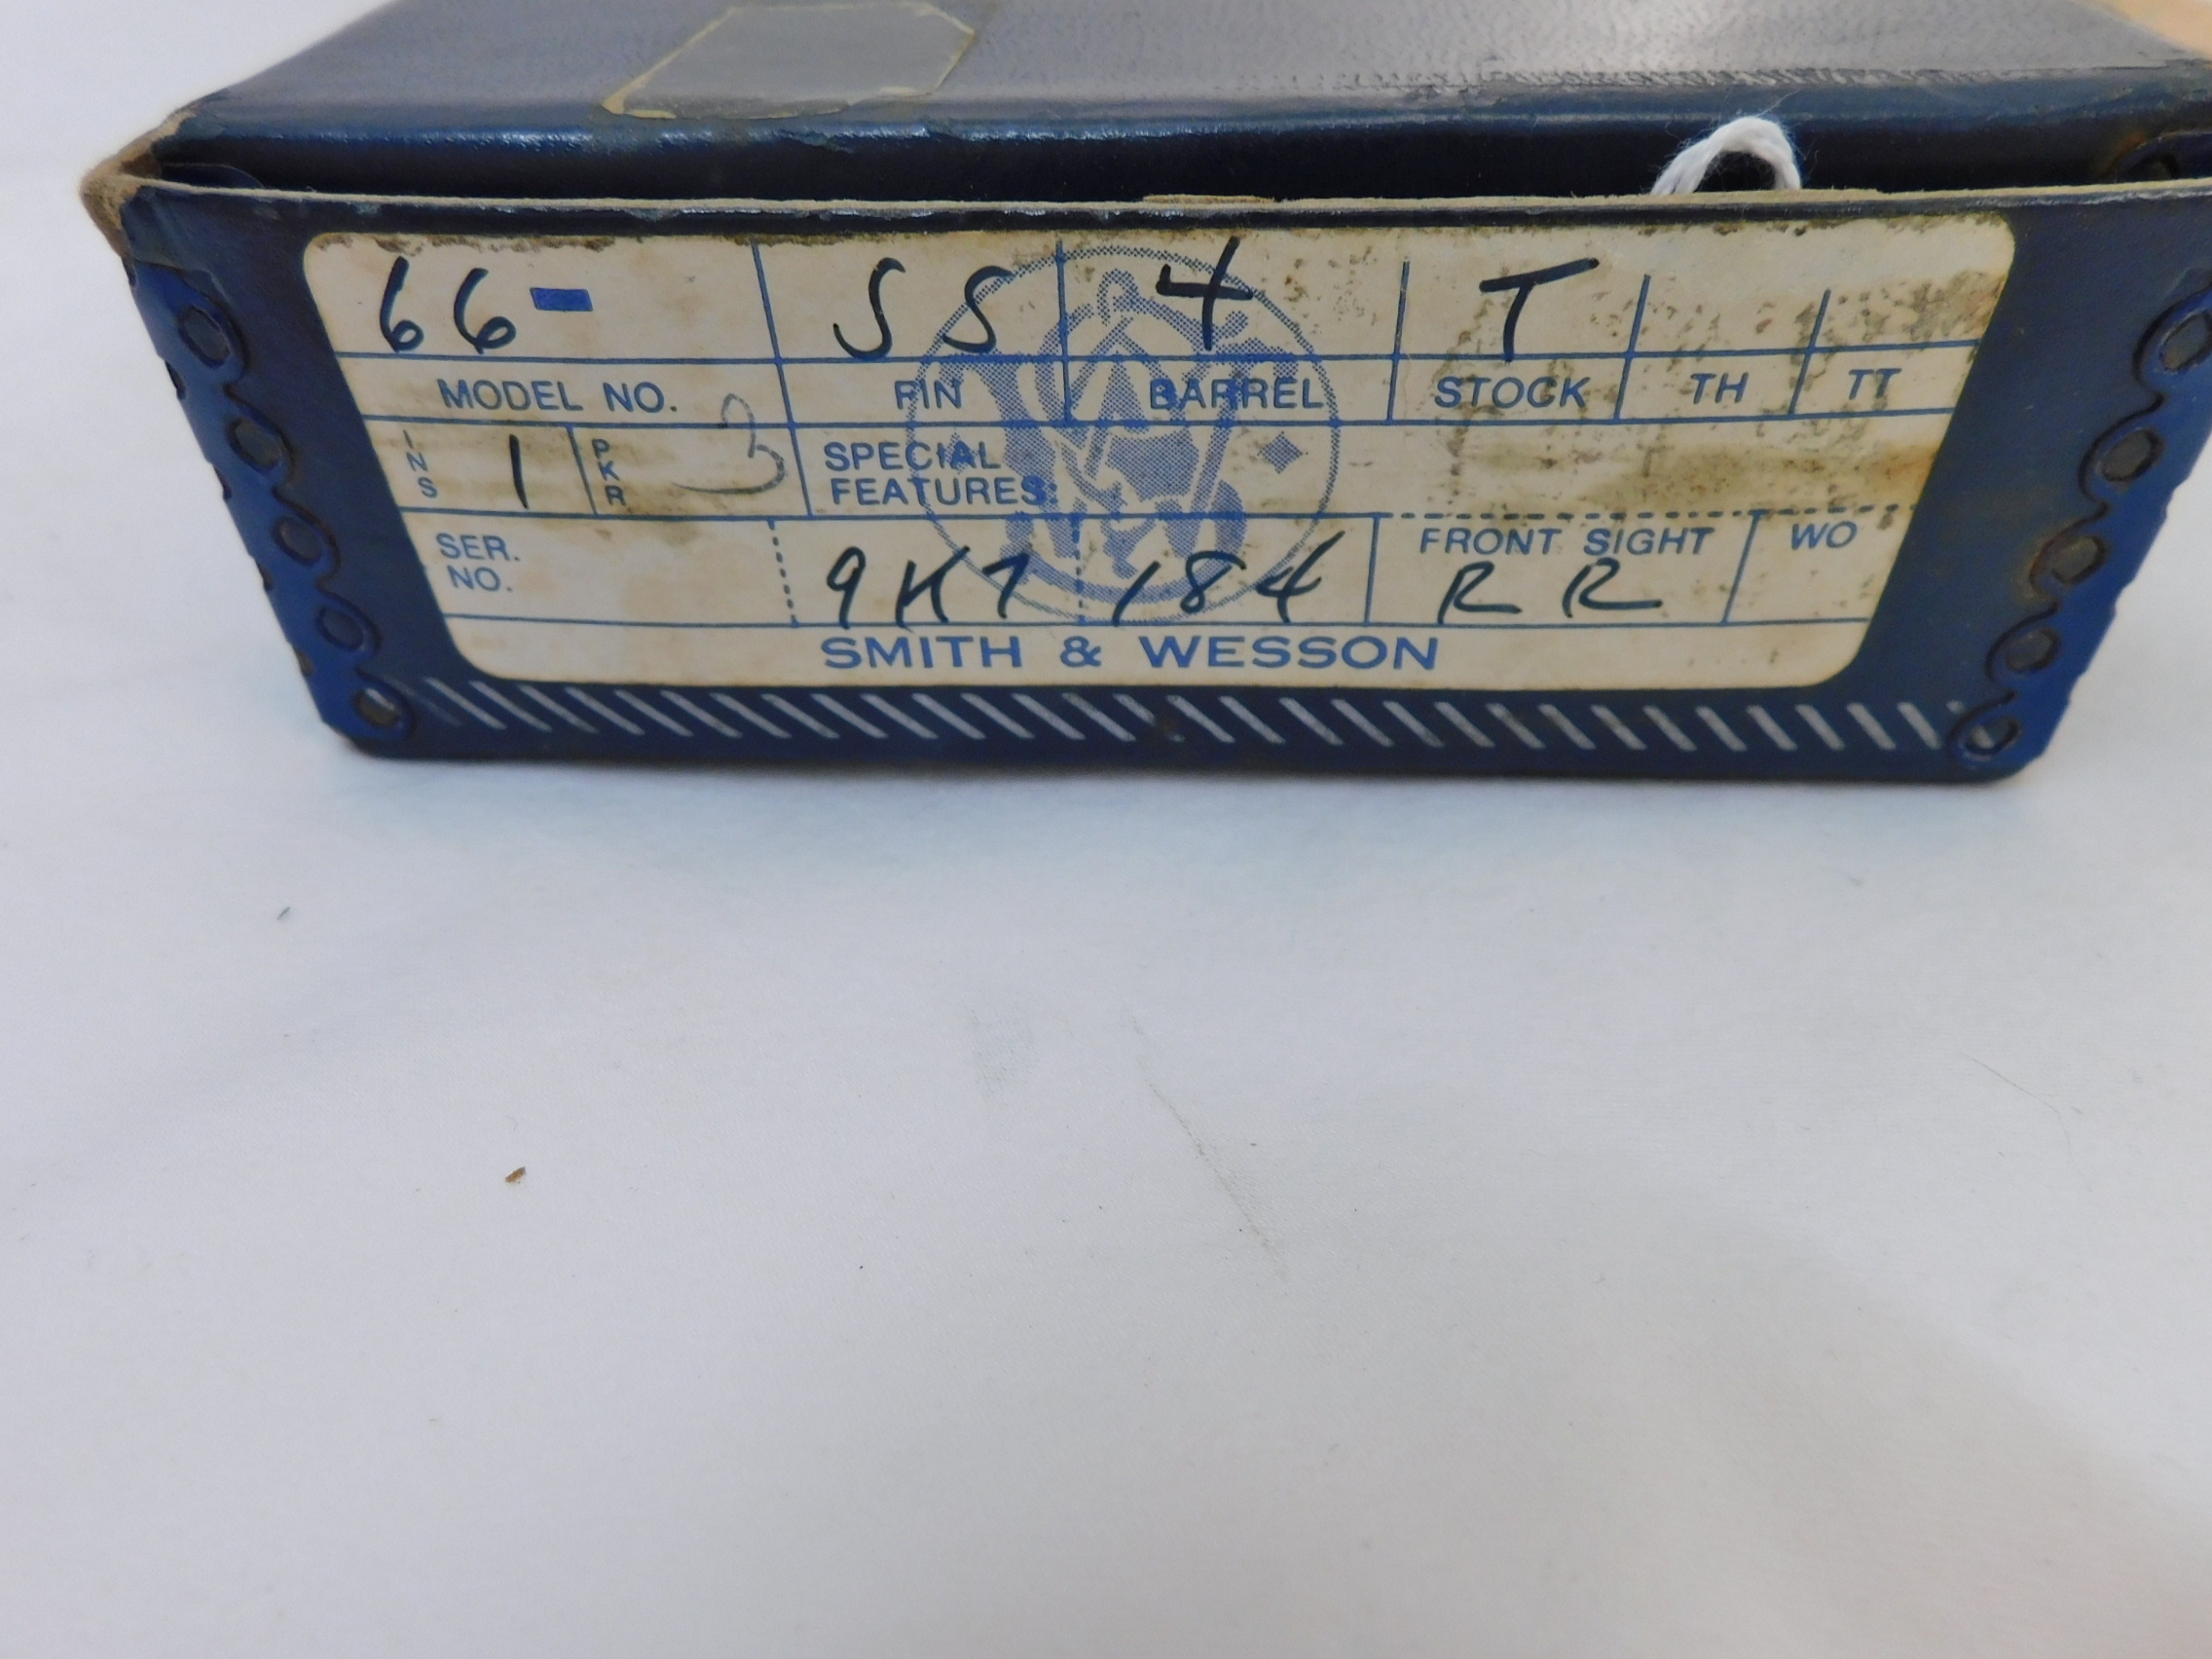 66- SS 4 T
MODEL NO. FIN BARREL STOCK TH TT
INS 1 PKR 3 SPECIAL
FEATURES
SER.
NO. 9K7 184 FRONT SIGHT RR WO
SMITH & WESSON